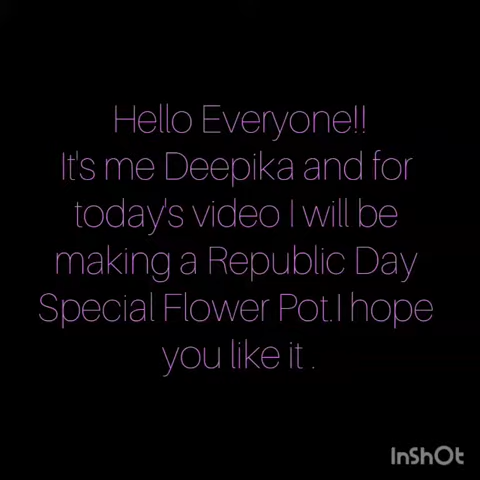 Hello Everyone!!
It's me Deepika and for
today's video I will be
making a Republic Day
Special Flower Pot.I hope
you like it .
InShOt